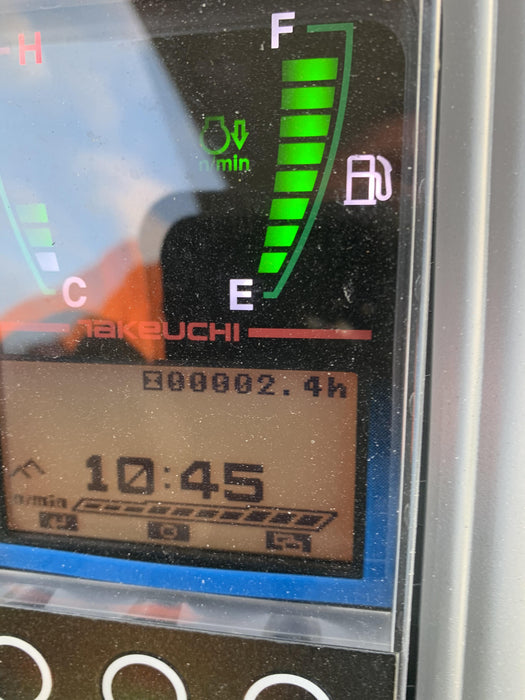 F
H
n/min
E
C
TAKEUCHI
00002.4h
10:45
n/min